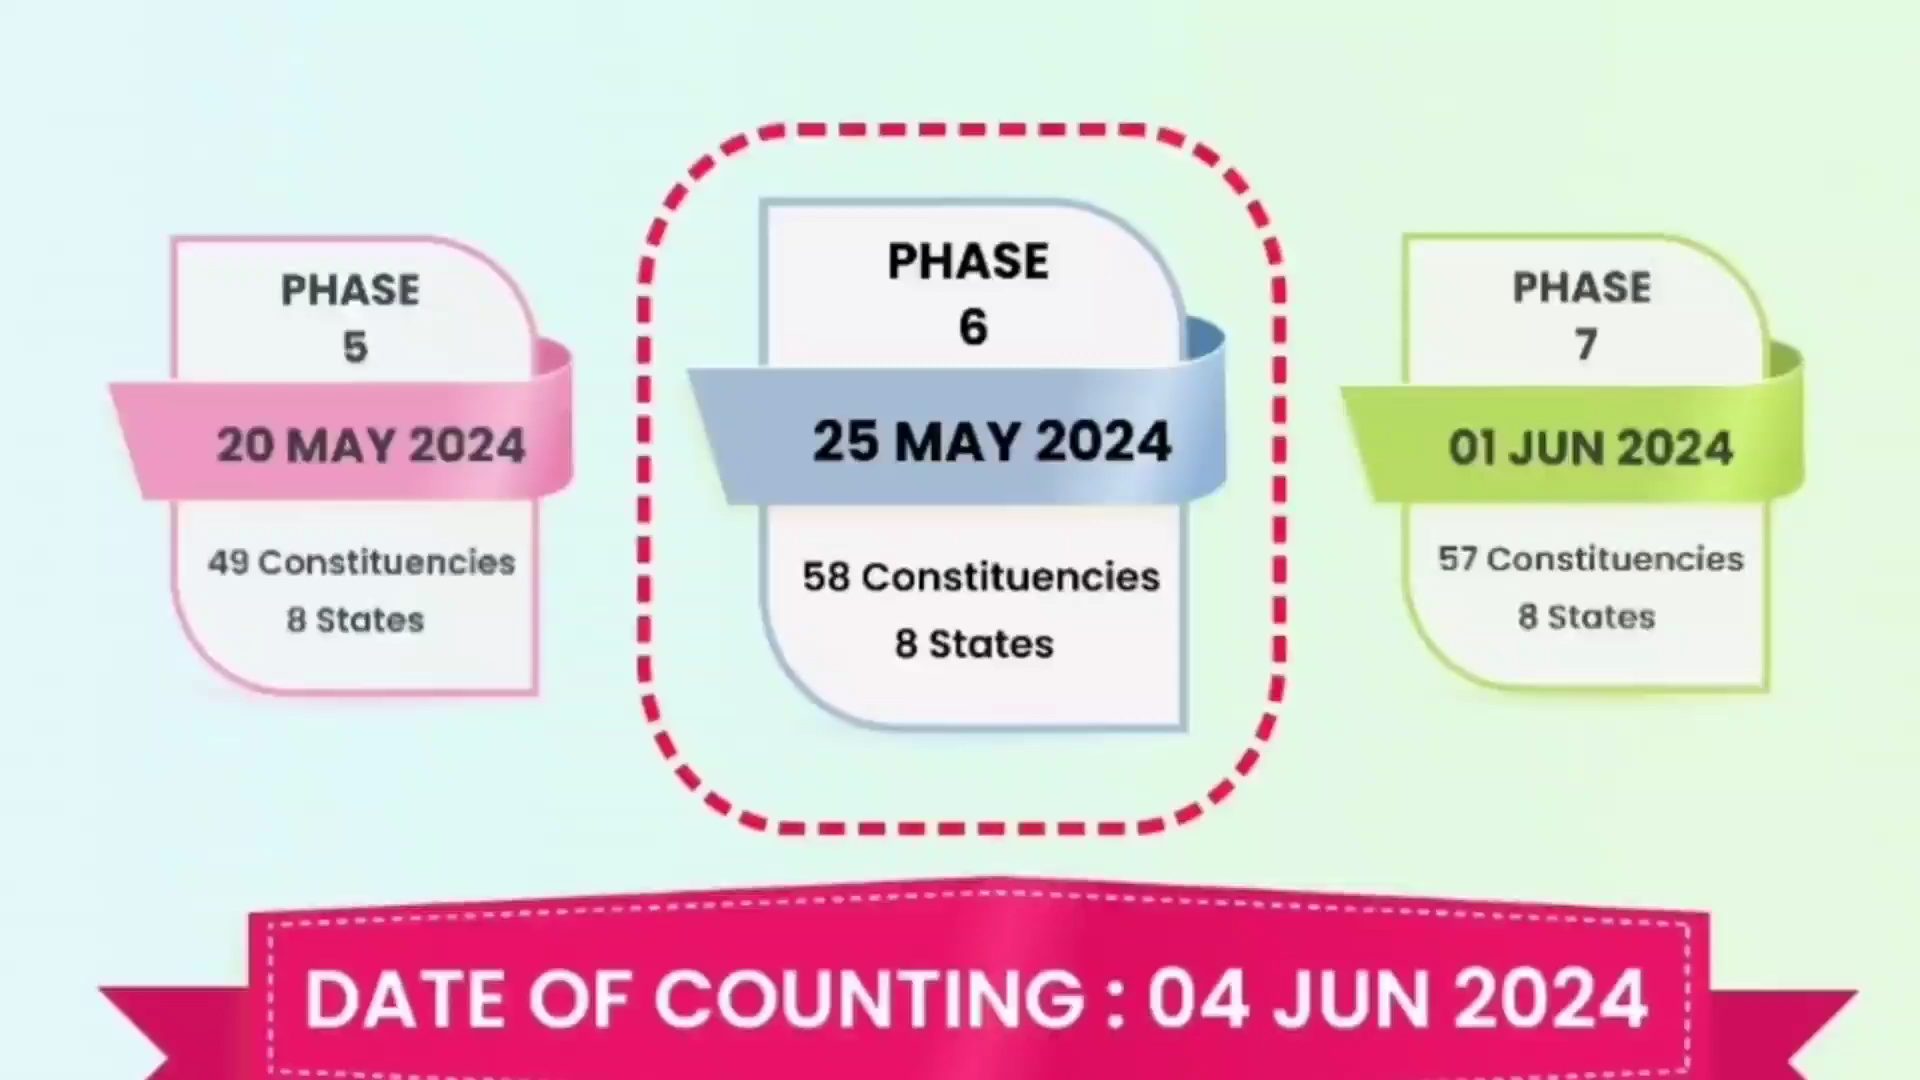 PHASE
5
20 MAY 2024
49 Constituencies
8 States
PHASE
6
25 MAY 2024
58 Constituencies
8 States
PHASE
7
01 JUN 2024
57 Constituencies
8 States
DATE OF COUNTING : 04 JUN 2024